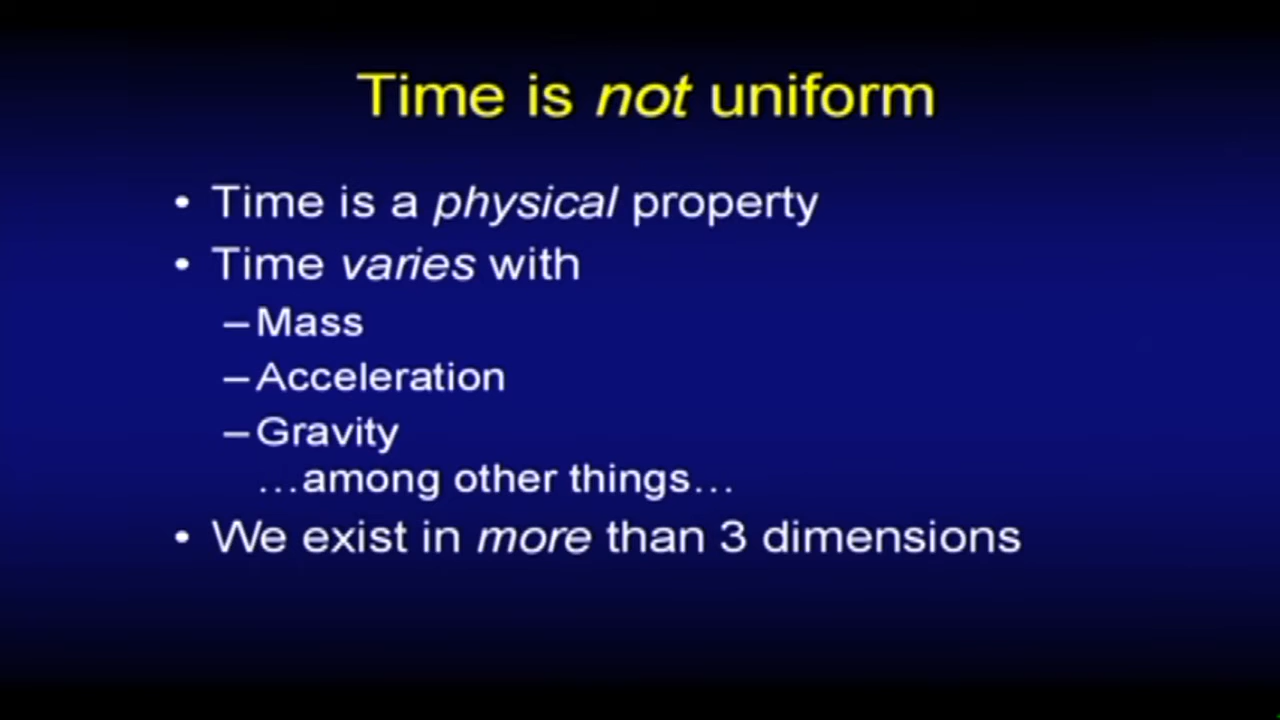 Time is not uniform
• Time is a physical property
• Time varies with
– Mass
– Acceleration
– Gravity
…among other things…
• We exist in more than 3 dimensions